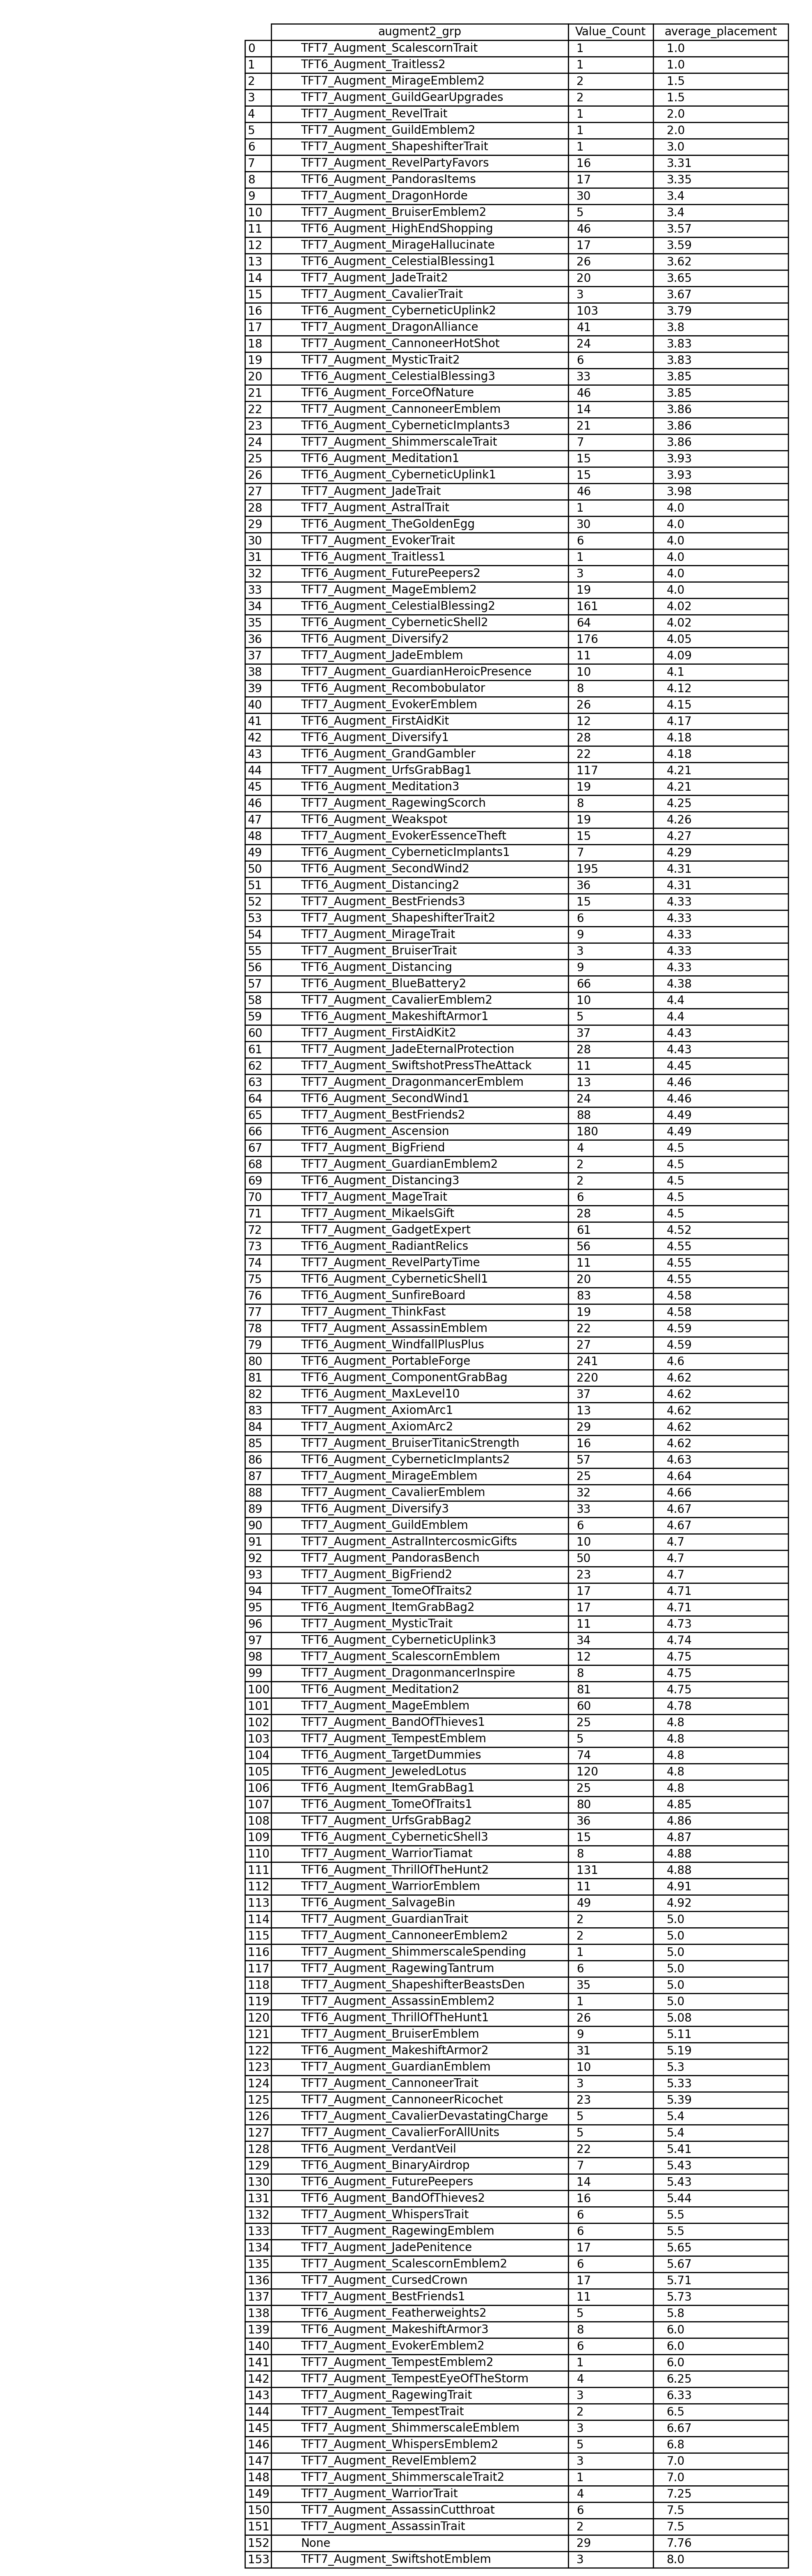 augment2_grp Value_Count average_placement
0 TFT7_Augment_ScalescornTrait 1 1.0
1 TFT6_Augment_Traitless2 1 1.0
2 TFT7_Augment_MirageEmblem2 2 1.5
3 TFT7_Augment_GuildGearUpgrades 2 1.5
4 TFT7_Augment_RevelTrait 1 2.0
5 TFT7_Augment_GuildEmblem2 1 2.0
6 TFT7_Augment_ShapeshifterTrait 1 3.0
7 TFT7_Augment_RevelPartyFavors 16 3.31
8 TFT6_Augment_PandorasItems 17 3.35
9 TFT7_Augment_DragonHorde 30 3.4
10 TFT7_Augment_BruiserEmblem2 5 3.4
11 TFT6_Augment_HighEndShopping 46 3.57
12 TFT7_Augment_MirageHallucinate 17 3.59
13 TFT6_Augment_CelestialBlessing1 26 3.62
14 TFT7_Augment_JadeTrait2 20 3.65
15 TFT7_Augment_CavalierTrait 3 3.67
16 TFT6_Augment_CyberneticUplink2 103 3.79
17 TFT7_Augment_DragonAlliance 41 3.8
18 TFT7_Augment_CannoneerHotShot 24 3.83
19 TFT7_Augment_MysticTrait2 6 3.83
20 TFT6_Augment_CelestialBlessing3 33 3.85
21 TFT6_Augment_ForceOfNature 46 3.85
22 TFT7_Augment_CannoneerEmblem 14 3.86
23 TFT6_Augment_CyberneticImplants3 21 3.86
24 TFT7_Augment_ShimmerscaleTrait 7 3.86
25 TFT6_Augment_Meditation1 15 3.93
26 TFT6_Augment_CyberneticUplink1 15 3.93
27 TFT7_Augment_JadeTrait 46 3.98
28 TFT7_Augment_AstralTrait 1 4.0
29 TFT6_Augment_TheGoldenEgg 30 4.0
30 TFT7_Augment_EvokerTrait 6 4.0
31 TFT6_Augment_Traitless1 1 4.0
32 TFT6_Augment_FuturePeepers2 3 4.0
33 TFT7_Augment_MageEmblem2 19 4.0
34 TFT6_Augment_CelestialBlessing2 161 4.02
35 TFT6_Augment_CyberneticShell2 64 4.02
36 TFT6_Augment_Diversify2 176 4.05
37 TFT7_Augment_JadeEmblem 11 4.09
38 TFT7_Augment_GuardianHeroicPresence 10 4.1
39 TFT6_Augment_Recombobulator 8 4.12
40 TFT7_Augment_EvokerEmblem 26 4.15
41 TFT6_Augment_FirstAidKit 12 4.17
42 TFT6_Augment_Diversify1 28 4.18
43 TFT6_Augment_GrandGambler 22 4.18
44 TFT7_Augment_UrfsGrabBag1 117 4.21
45 TFT6_Augment_Meditation3 19 4.21
46 TFT7_Augment_RagewingScorch 8 4.25
47 TFT6_Augment_Weakspot 19 4.26
48 TFT7_Augment_EvokerEssenceTheft 15 4.27
49 TFT6_Augment_CyberneticImplants1 7 4.29
50 TFT6_Augment_SecondWind2 195 4.31
51 TFT6_Augment_Distancing2 36 4.31
52 TFT7_Augment_BestFriends3 15 4.33
53 TFT7_Augment_ShapeshifterTrait2 6 4.33
54 TFT7_Augment_MirageTrait 9 4.33
55 TFT7_Augment_BruiserTrait 3 4.33
56 TFT6_Augment_Distancing 9 4.33
57 TFT6_Augment_BlueBattery2 66 4.38
58 TFT7_Augment_CavalierEmblem2 10 4.4
59 TFT6_Augment_MakeshiftArmor1 5 4.4
60 TFT7_Augment_FirstAidKit2 37 4.43
61 TFT7_Augment_JadeEternalProtection 28 4.43
62 TFT7_Augment_SwiftshotPressTheAttack 11 4.45
63 TFT7_Augment_DragonmancerEmblem 13 4.46
64 TFT6_Augment_SecondWind1 24 4.46
65 TFT7_Augment_BestFriends2 88 4.49
66 TFT6_Augment_Ascension 180 4.49
67 TFT7_Augment_BigFriend 4 4.5
68 TFT7_Augment_GuardianEmblem2 2 4.5
69 TFT6_Augment_Distancing3 2 4.5
70 TFT7_Augment_MageTrait 6 4.5
71 TFT7_Augment_MikaelsGift 28 4.5
72 TFT7_Augment_GadgetExpert 61 4.52
73 TFT6_Augment_RadiantRelics 56 4.55
74 TFT7_Augment_RevelPartyTime 11 4.55
75 TFT6_Augment_CyberneticShell1 20 4.55
76 TFT6_Augment_SunfireBoard 83 4.58
77 TFT7_Augment_ThinkFast 19 4.58
78 TFT7_Augment_AssassinEmblem 22 4.59
79 TFT6_Augment_WindfallPlusPlus 27 4.59
80 TFT6_Augment_PortableForge 241 4.6
81 TFT6_Augment_ComponentGrabBag 220 4.62
82 TFT6_Augment_MaxLevel10 37 4.62
83 TFT7_Augment_AxiomArc1 13 4.62
84 TFT7_Augment_AxiomArc2 29 4.62
85 TFT7_Augment_BruiserTitanicStrength 16 4.62
86 TFT6_Augment_CyberneticImplants2 57 4.63
87 TFT7_Augment_MirageEmblem 25 4.64
88 TFT7_Augment_CavalierEmblem 32 4.66
89 TFT6_Augment_Diversify3 33 4.67
90 TFT7_Augment_GuildEmblem 6 4.67
91 TFT7_Augment_AstralIntercosmicGifts 10 4.7
92 TFT7_Augment_PandorasBench 50 4.7
93 TFT7_Augment_BigFriend2 23 4.7
94 TFT6_Augment_TomeOfTraits2 17 4.71
95 TFT6_Augment_ItemGrabBag2 17 4.71
96 TFT7_Augment_MysticTrait 11 4.73
97 TFT6_Augment_CyberneticUplink3 34 4.74
98 TFT7_Augment_ScalescornEmblem 12 4.75
99 TFT7_Augment_DragonmancerInspire 8 4.75
100 TFT6_Augment_Meditation2 81 4.75
101 TFT7_Augment_MageEmblem 60 4.78
102 TFT7_Augment_BandOfThieves1 25 4.8
103 TFT7_Augment_TempestEmblem 5 4.8
104 TFT6_Augment_TargetDummies 74 4.8
105 TFT6_Augment_JeweledLotus 120 4.8
106 TFT6_Augment_ItemGrabBag1 25 4.8
107 TFT6_Augment_TomeOfTraits1 80 4.85
108 TFT7_Augment_UrfsGrabBag2 36 4.86
109 TFT6_Augment_CyberneticShell3 15 4.87
110 TFT7_Augment_WarriorTiamat 8 4.88
111 TFT6_Augment_ThrillOfTheHunt2 131 4.88
112 TFT7_Augment_WarriorEmblem 11 4.91
113 TFT6_Augment_SalvageBin 49 4.92
114 TFT7_Augment_GuardianTrait 2 5.0
115 TFT7_Augment_CannoneerEmblem2 2 5.0
116 TFT7_Augment_ShimmerscaleSpending 1 5.0
117 TFT7_Augment_RagewingTantrum 6 5.0
118 TFT7_Augment_ShapeshifterBeastsDen 35 5.0
119 TFT7_Augment_AssassinEmblem2 1 5.0
120 TFT6_Augment_ThrillOfTheHunt1 26 5.08
121 TFT7_Augment_BruiserEmblem 9 5.11
122 TFT6_Augment_MakeshiftArmor2 31 5.19
123 TFT7_Augment_GuardianEmblem 10 5.3
124 TFT7_Augment_CannoneerTrait 3 5.33
125 TFT7_Augment_CannoneerRicochet 23 5.39
126 TFT7_Augment_CavalierDevastatingCharge 5 5.4
127 TFT7_Augment_CavalierForAllUnits 5 5.4
128 TFT6_Augment_VerdantVeil 22 5.41
129 TFT6_Augment_BinaryAirdrop 7 5.43
130 TFT6_Augment_FuturePeepers 14 5.43
131 TFT6_Augment_BandOfThieves2 16 5.44
132 TFT7_Augment_WhispersTrait 6 5.5
133 TFT7_Augment_RagewingEmblem 6 5.5
134 TFT7_Augment_JadePenitence 17 5.65
135 TFT7_Augment_ScalescornEmblem2 6 5.67
136 TFT7_Augment_CursedCrown 17 5.71
137 TFT7_Augment_BestFriends1 11 5.73
138 TFT6_Augment_Featherweights2 5 5.8
139 TFT6_Augment_MakeshiftArmor3 8 6.0
140 TFT7_Augment_EvokerEmblem2 6 6.0
141 TFT7_Augment_TempestEmblem2 1 6.0
142 TFT7_Augment_TempestEyeOfTheStorm 4 6.25
143 TFT7_Augment_RagewingTrait 3 6.33
144 TFT7_Augment_TempestTrait 2 6.5
145 TFT7_Augment_ShimmerscaleEmblem 3 6.67
146 TFT7_Augment_WhispersEmblem2 5 6.8
147 TFT7_Augment_RevelEmblem2 3 7.0
148 TFT7_Augment_ShimmerscaleTrait2 1 7.0
149 TFT7_Augment_WarriorTrait 4 7.25
150 TFT7_Augment_AssassinCutthroat 6 7.5
151 TFT7_Augment_AssassinTrait 2 7.5
152 None 29 7.76
153 TFT7_Augment_SwiftshotEmblem 3 8.0